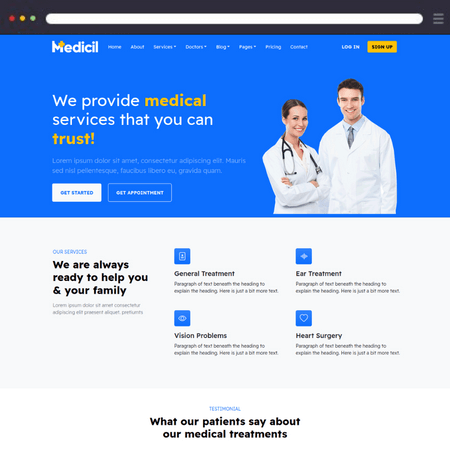 Medicil Home About Services Doctors Blog Pages Pricing Contact LOG IN SIGN UP
We provide medical
services that you can
trust!
Lorem ipsum dolor sit amet, consectetur adipiscing elit. Mauris
sed nisl pellentesque, faucibus libero eu, gravida quam.
GET STARTED GET APPOINTMENT
OUR SERVICES
We are always
ready to help you
& your family
Lorem ipsum dolor sit amet consectetur
adipiscing elit aliquam. pretiumts
General Treatment
Paragraph of text beneath the heading to
explain the heading. Here is just a bit more text.
Ear Treatment
Paragraph of text beneath the heading to
explain the heading. Here is just a bit more text.
Vision Problems
Paragraph of text beneath the heading to
explain the heading. Here is just a bit more text.
Heart Surgery
Paragraph of text beneath the heading to
explain the heading. Here is just a bit more text.
TESTIMONIAL
What our patients say about
our medical treatments